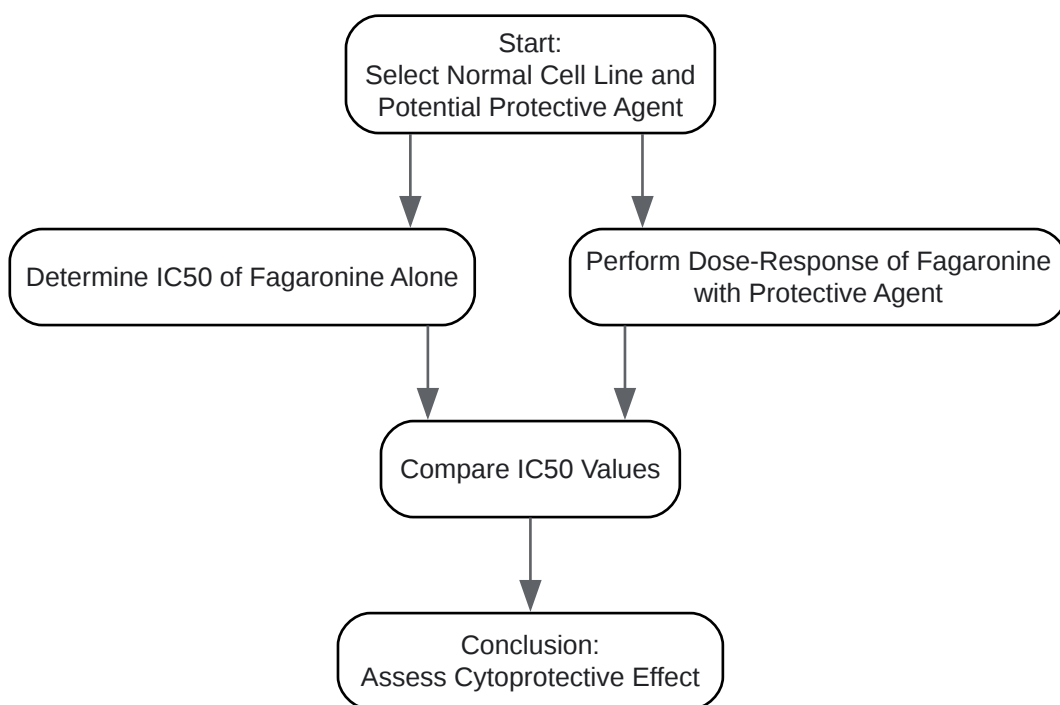 Start:
Select Normal Cell Line and
Potential Protective Agent
Determine IC50 of Fagaronine Alone
Perform Dose-Response of Fagaronine
with Protective Agent
Compare IC50 Values
Conclusion:
Assess Cytoprotective Effect